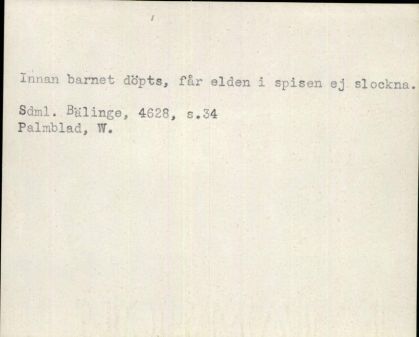 Innan barnet döpts, får elden i spisen ej slockna.
Sdml. Bälinge, 4628, s.34
Palmblad, W.